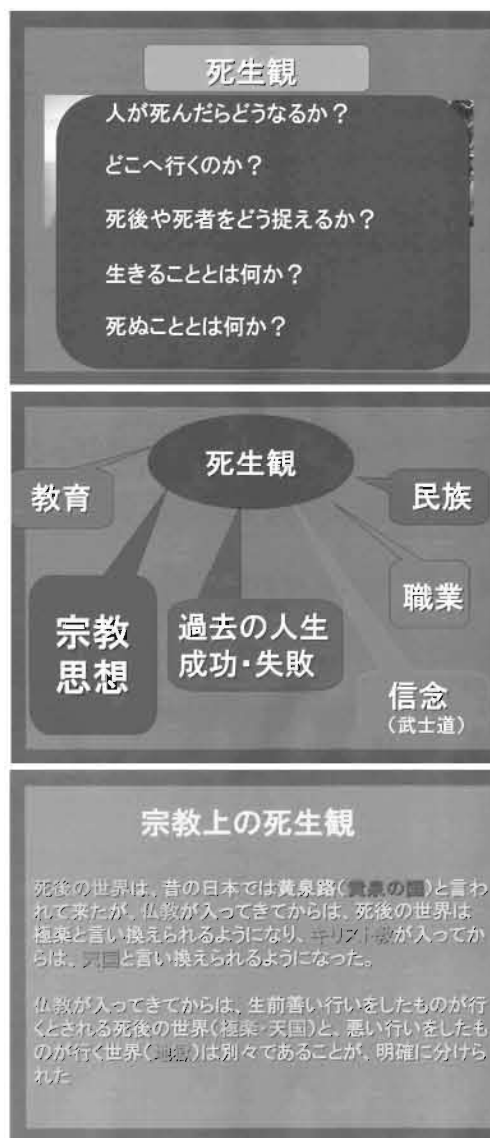 死生観
人が死んだらどうなるか？
どこへ行くのか？
死後や死者をどう捉えるか？
生きることとは何か？
死ぬこととは何か？
死生観
教育
民族
職業
宗教
思想
過去の人生
成功・失敗
信念
（武士道）
宗教上の死生観
死後の世界は、昔の日本では黄泉路（黄泉の国）と言わ
れて来たが、仏教が入ってきてからは、死後の世界は
極楽と言い換えられるようになり、キリスト教が入ってか
らは、天国と言い換えられるようになった。
仏教が入ってきてからは、生前善い行いをしたものが行
くとされる死後の世界（極楽・天国）と、悪い行いをしたも
のが行く世界（地獄）は別々であることが、明確に分けら
れた